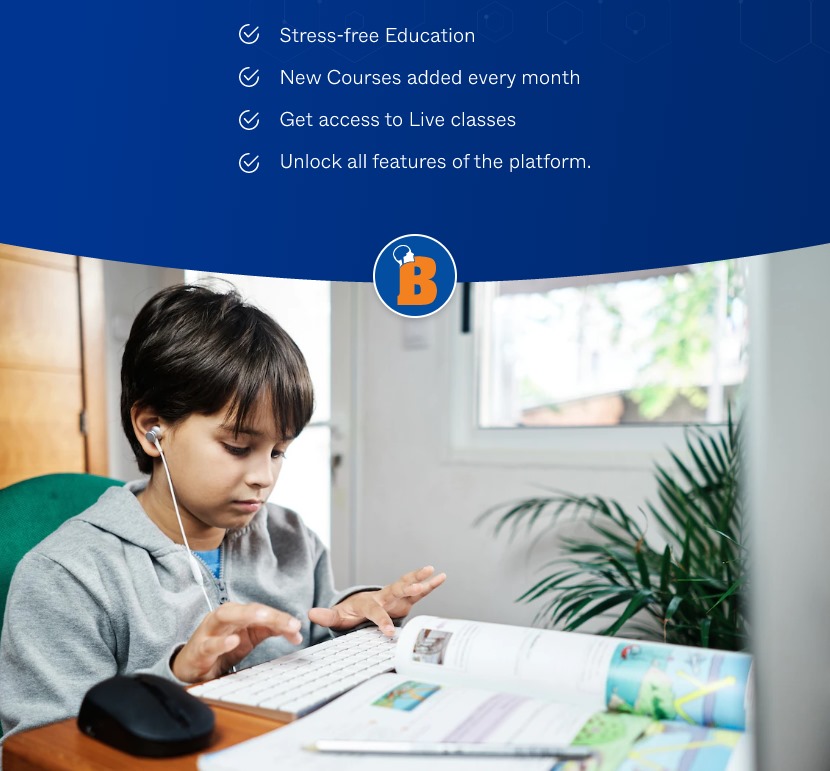 Stress-free Education
New Courses added every month
Get access to Live classes
Unlock all features of the platform.
B